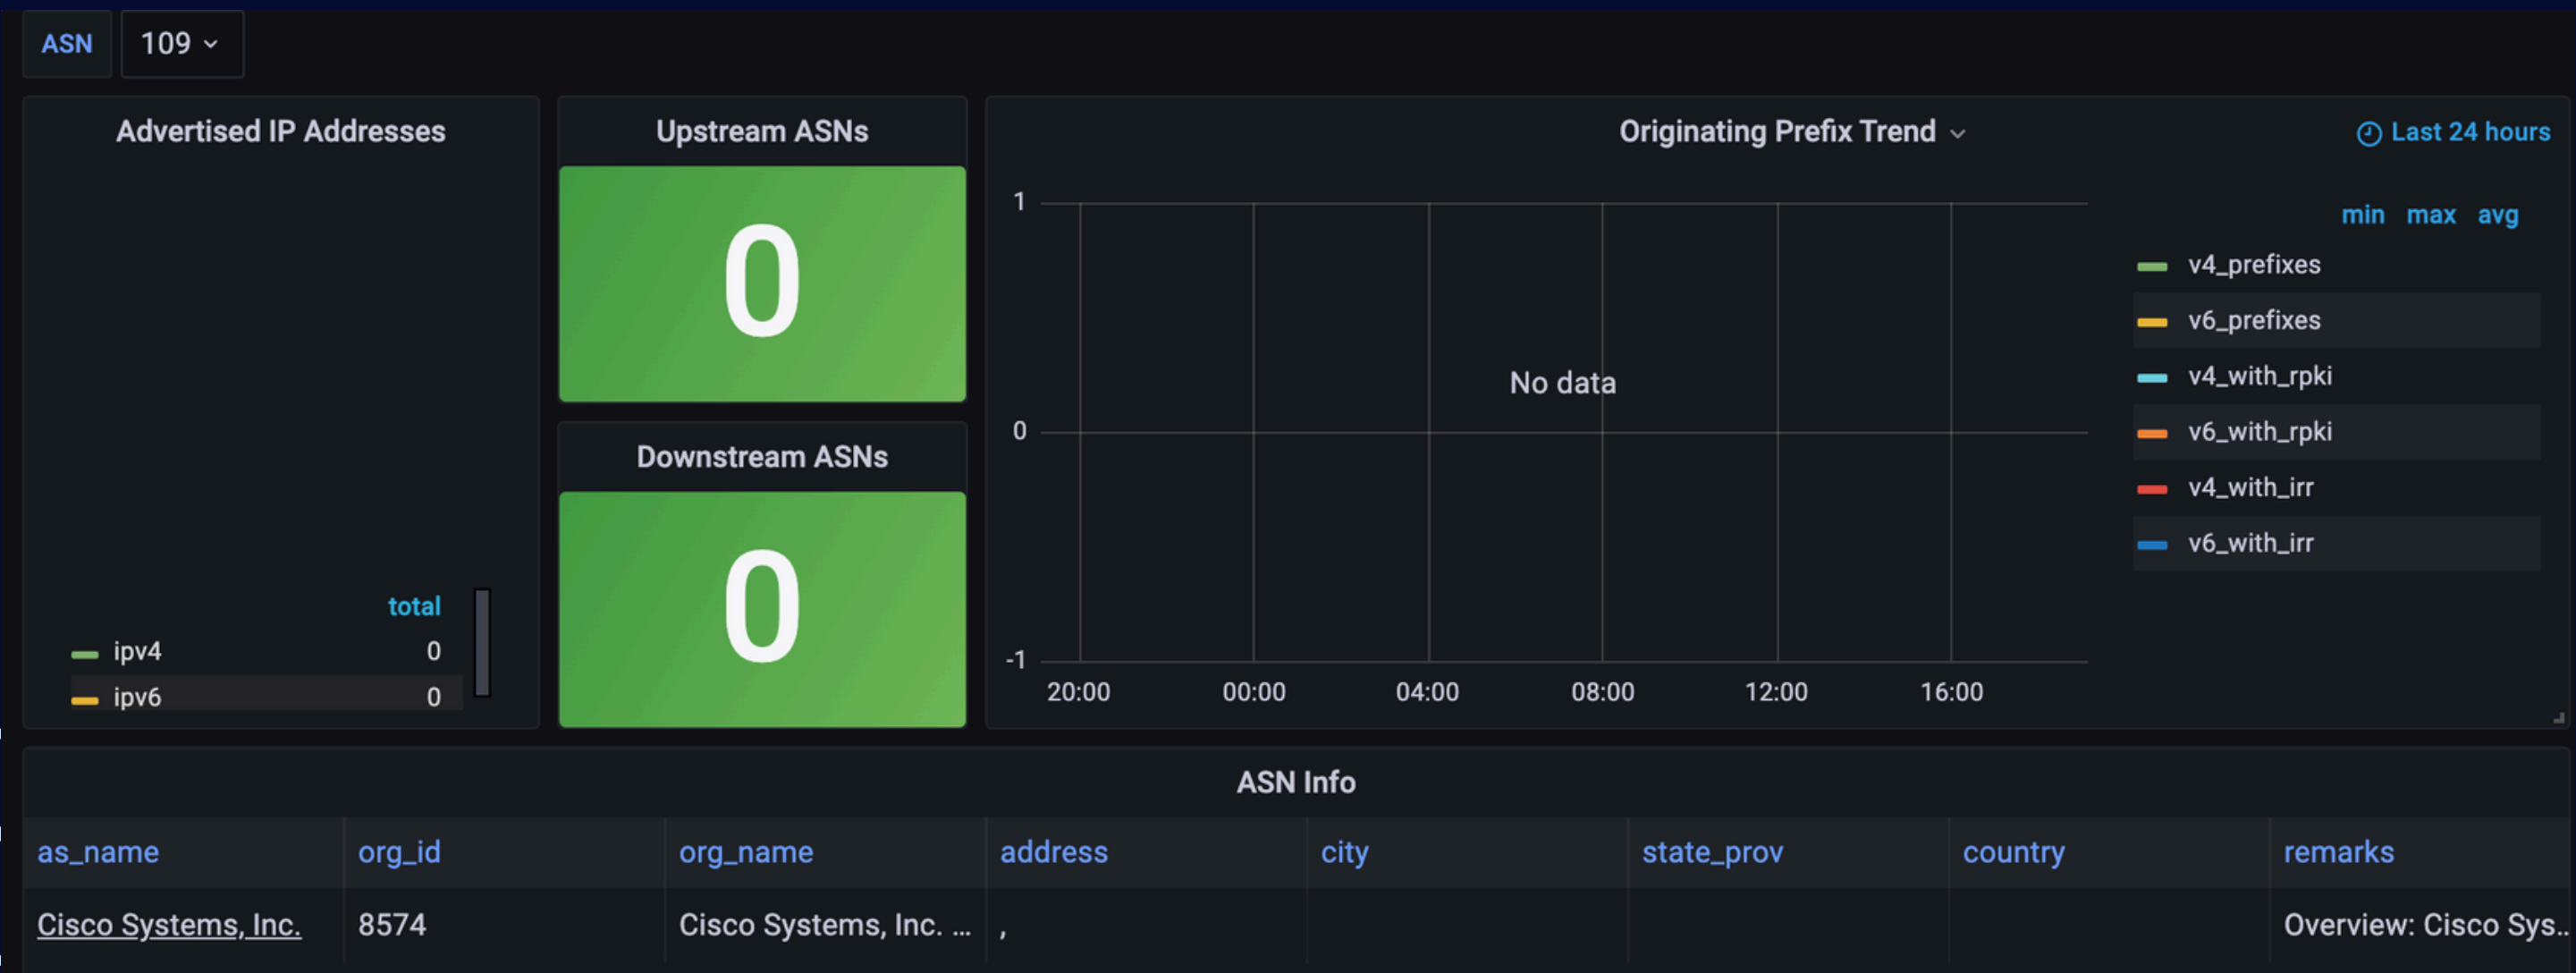 ASN 109
Advertised IP Addresses
total
ipv4 0
ipv6 0
Upstream ASNs
0
Downstream ASNs
0
Originating Prefix Trend
Last 24 hours
1
0
-1
No data
20:00 00:00 04:00 08:00 12:00 16:00
min max avg
v4_prefixes
v6_prefixes
v4_with_rpki
v6_with_rpki
v4_with_irr
v6_with_irr
ASN Info
as_name org_id org_name address city state_prov country remarks
Cisco Systems, Inc. 8574 Cisco Systems, Inc. ... , Overview: Cisco Sys..